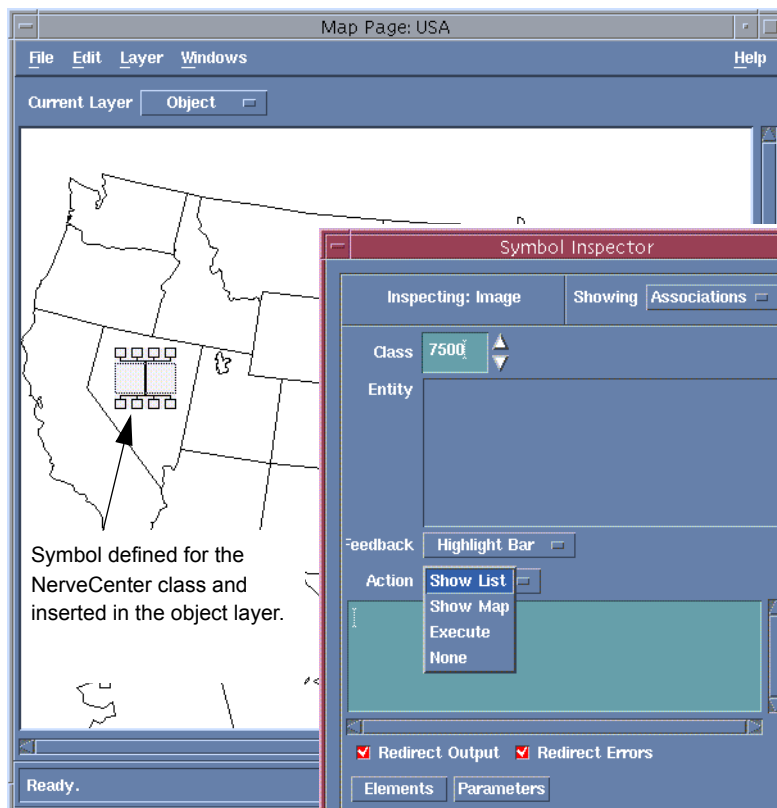 Map Page: USA
File Edit Layer Windows Help
Current Layer Object
Symbol Inspector
Inspecting: Image Showing Associations
Class 7500
Entity
Symbol defined for the
NerveCenter class and
inserted in the object layer.
Feedback Highlight Bar
Action Show List
Show Map
Execute
None
Redirect Output Redirect Errors
Elements Parameters
Ready.